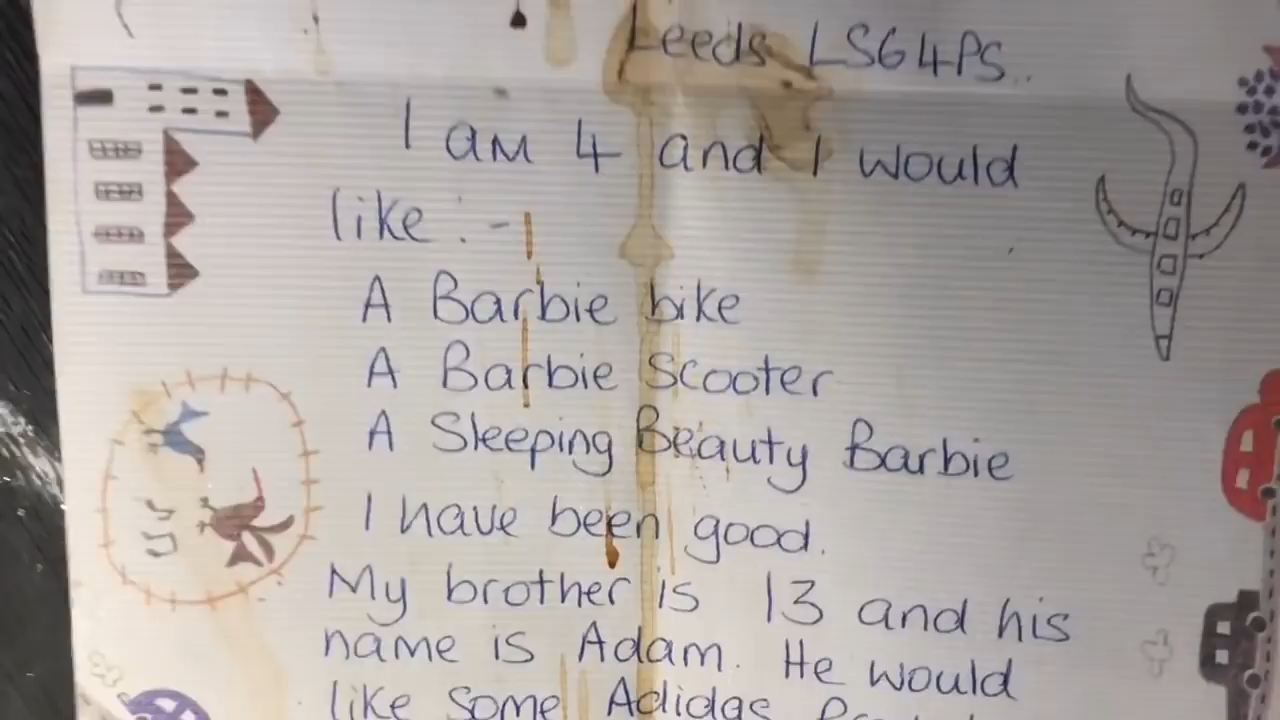 Leeds LS64PS..
I am 4 and I would
like :-
A Barbie bike
A Barbie Scooter
A Sleeping Beauty Barbie
I have been good.
My brother is 13 and his
name is Adam. He would
like some Adidas